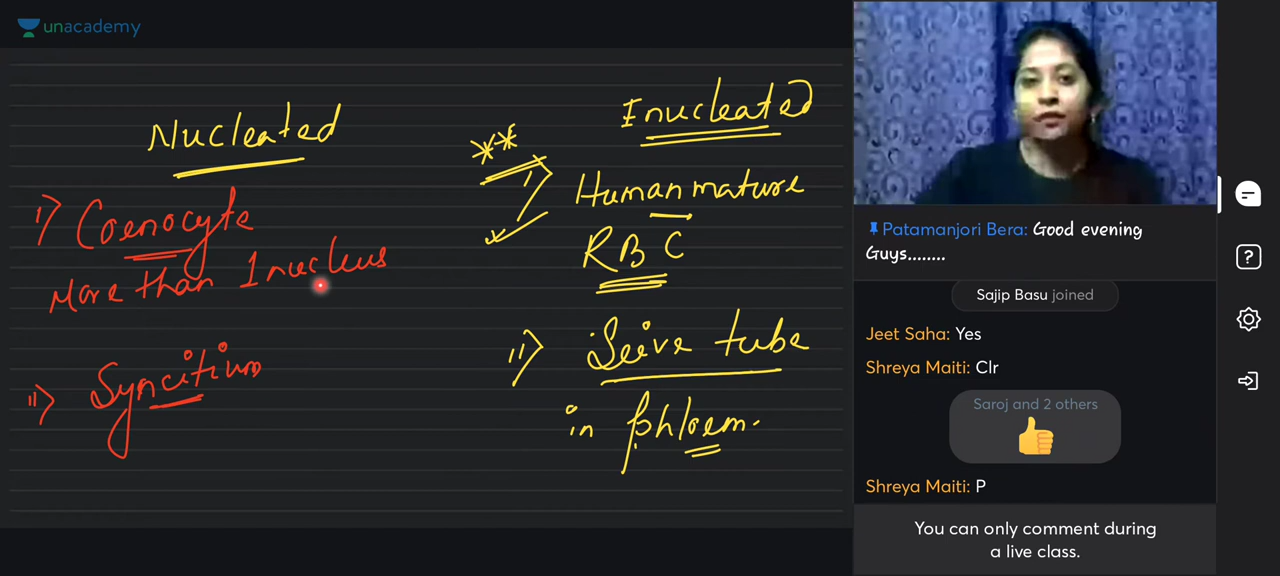 unacademy
Nucleated
1) Coenocyte
More than 1 nucleus
11) Syncitium
Inucleated
**
1) Human mature
RBC
11) Seive tube
in phloem.
Patamanjori Bera: Good evening
Guys........
Sajip Basu joined
Jeet Saha: Yes
Shreya Maiti: Clr
Saroj and 2 others
Shreya Maiti: P
You can only comment during
a live class.
?